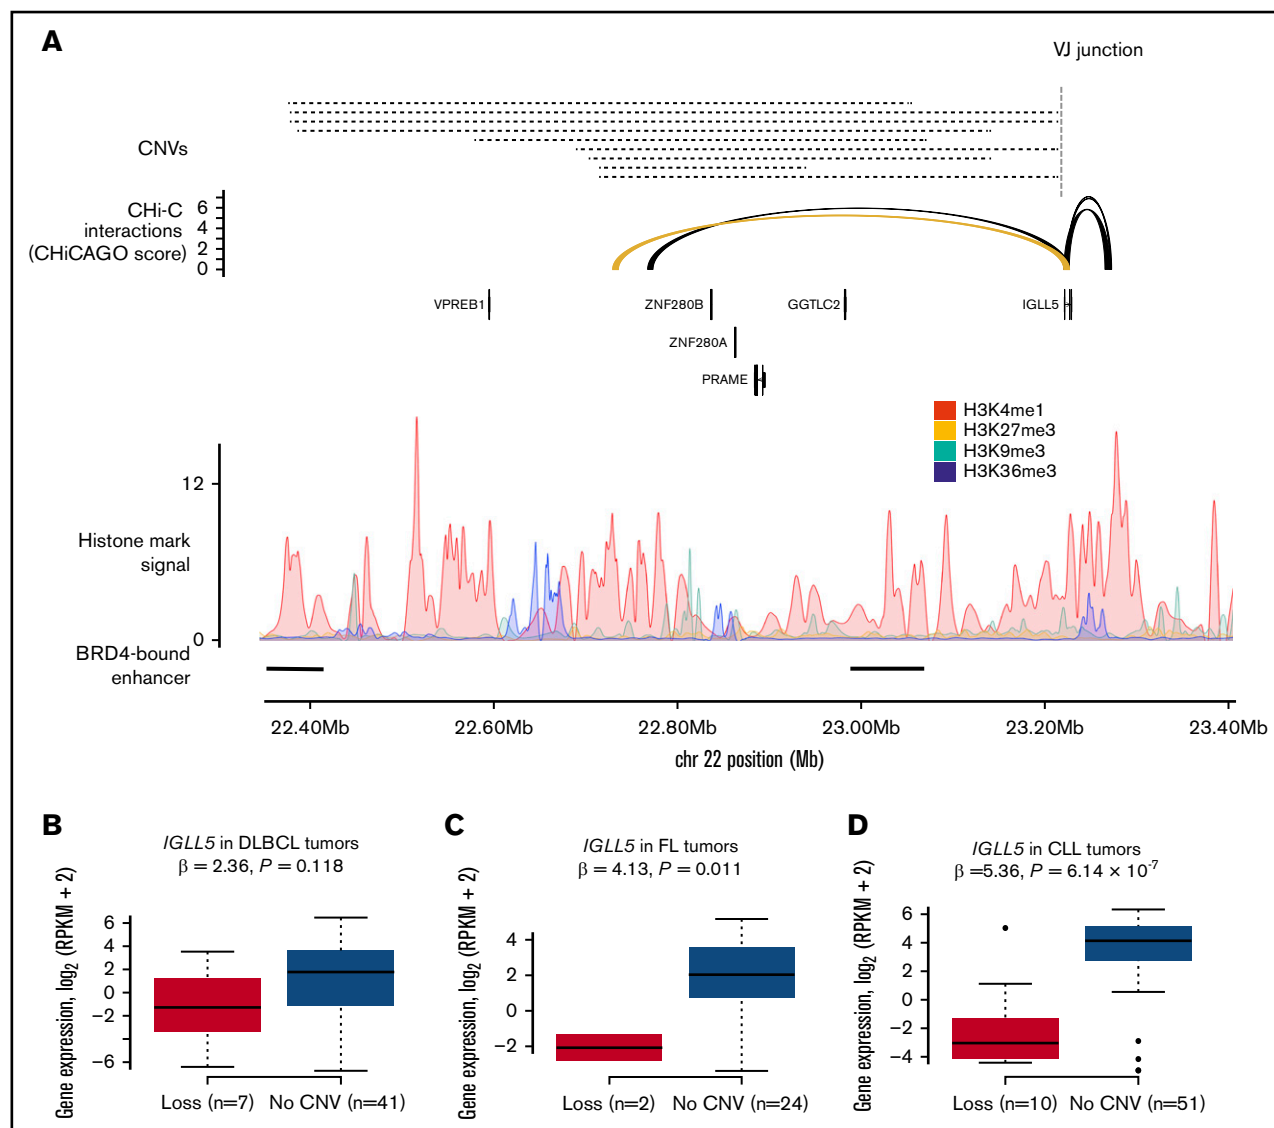 A
VJ junction
CNVs
CHi-C
interactions
(CHiCAGO score)
6
4
2
0
VPREB1
ZNF280B
GGTLC2
IGLL5
ZNF280A
PRAME
H3K4me1
H3K27me3
H3K9me3
H3K36me3
12
0
Histone mark
signal
BRD4-bound
enhancer
22.40Mb 22.60Mb 22.80Mb 23.00Mb 23.20Mb 23.40Mb
chr 22 position (Mb)
B
IGLL5 in DLBCL tumors
β = 2.36, P = 0.118
Gene expression, log₂ (RPKM + 2)
6
4
2
0
−2
−6
Loss (n=7) No CNV (n=41)
C
IGLL5 in FL tumors
β = 4.13, P = 0.011
Gene expression, log₂ (RPKM + 2)
4
2
0
−2
Loss (n=2) No CNV (n=24)
D
IGLL5 in CLL tumors
β =5.36, P = 6.14 × 10⁻⁷
Gene expression, log₂ (RPKM + 2)
6
4
2
0
−2
−4
Loss (n=10) No CNV (n=51)